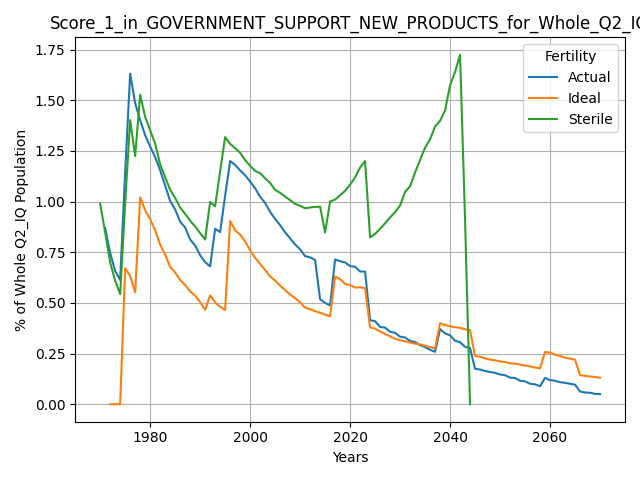 Score_1_in_GOVERNMENT_SUPPORT_NEW_PRODUCTS_for_Whole_Q2_IQ
Fertility
Actual
Ideal
Sterile
% of Whole Q2_IQ Population
1.75
1.50
1.25
1.00
0.75
0.50
0.25
0.00
1980
2000
2020
2040
2060
Years